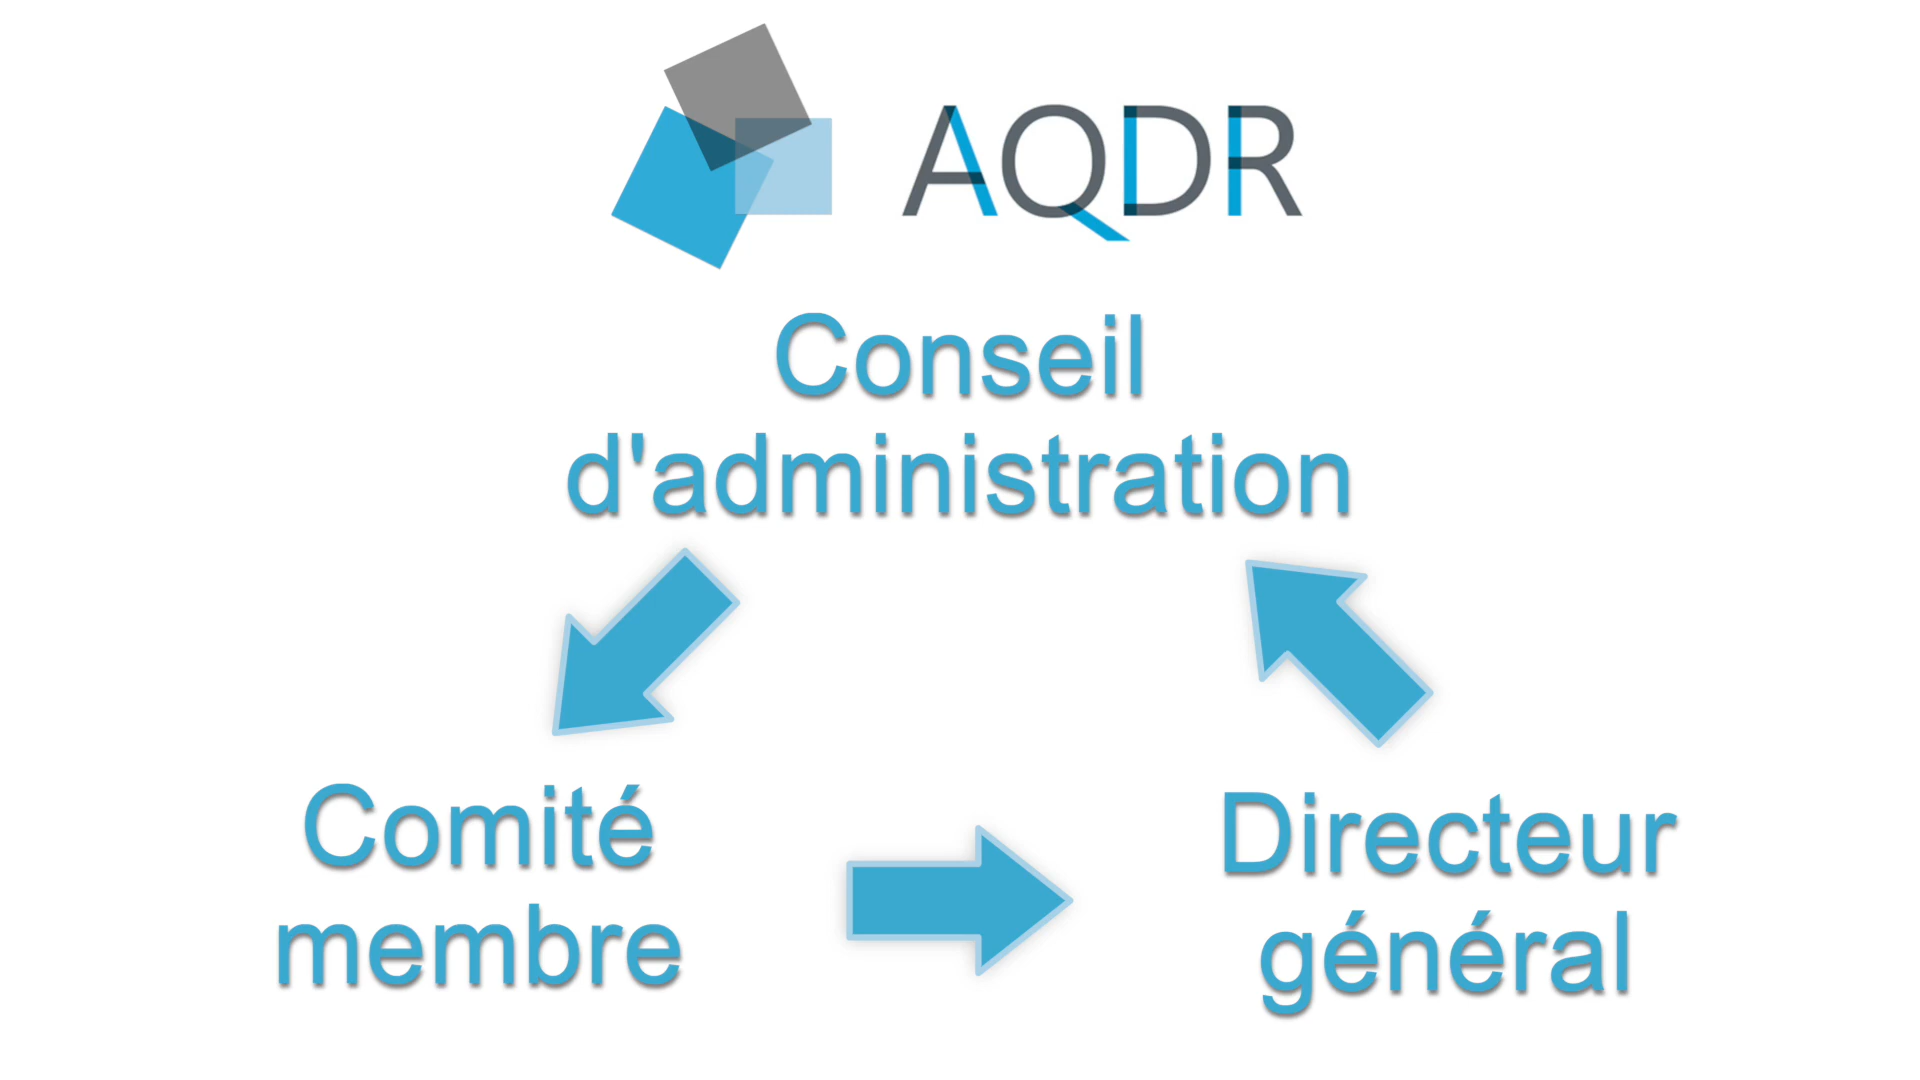 AQDR
Conseil
d'administration
Comité
membre
Directeur
général